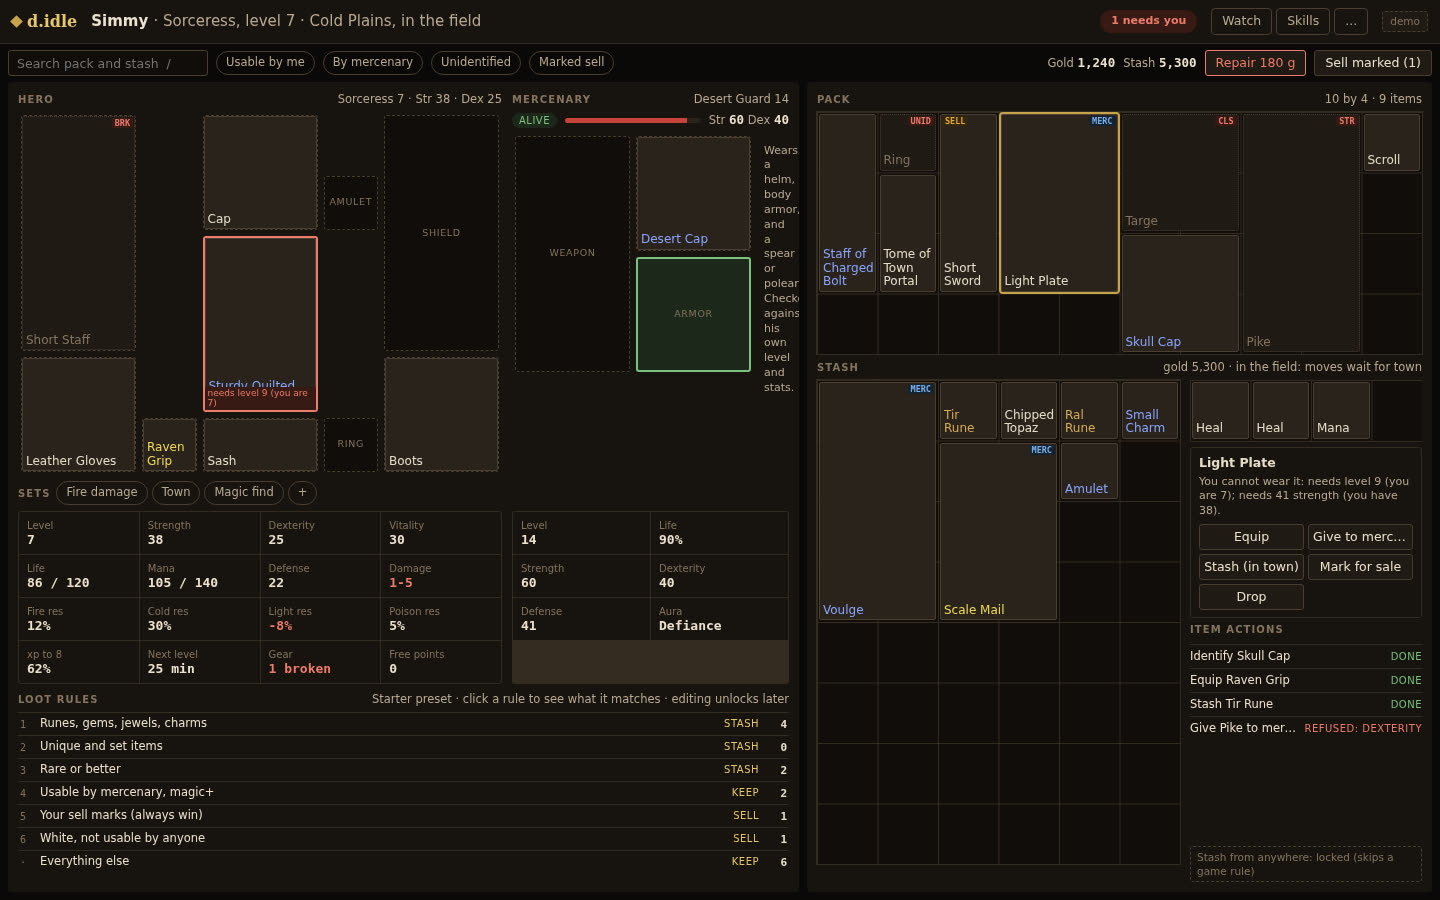 d.idle Simmy · Sorceress, level 7 · Cold Plains, in the field
1 needs you Watch Skills ... demo
Search pack and stash /
Usable by me By mercenary Unidentified Marked sell
Gold 1,240 Stash 5,300 Repair 180 g Sell marked (1)
HERO Sorceress 7 · Str 38 · Dex 25
BRK
Short Staff
Cap
AMULET
SHIELD
Sturdy Quilted
needs level 9 (you are 7)
Leather Gloves
Raven Grip
Sash
RING
Boots
MERCENARY Desert Guard 14
ALIVE Str 60 Dex 40
WEAPON
Desert Cap
ARMOR
Wears
a
helm,
body
armor,
and
a
spear
or
polear
Checke
agains
his
own
level
and
stats.
SETS Fire damage Town Magic find +
Level 7
Strength 38
Dexterity 25
Vitality 30
Life 86 / 120
Mana 105 / 140
Defense 22
Damage 1-5
Fire res 12%
Cold res 30%
Light res -8%
Poison res 5%
xp to 8 62%
Next level 25 min
Gear 1 broken
Free points 0
Level 14
Life 90%
Strength 60
Dexterity 40
Defense 41
Aura Defiance
LOOT RULES Starter preset · click a rule to see what it matches · editing unlocks later
1 Runes, gems, jewels, charms STASH 4
2 Unique and set items STASH 0
3 Rare or better STASH 2
4 Usable by mercenary, magic+ KEEP 2
5 Your sell marks (always win) SELL 1
6 White, not usable by anyone SELL 1
· Everything else KEEP 6
PACK 10 by 4 · 9 items
Staff of Charged Bolt
UNID
Ring
Tome of Town Portal
SELL
Short Sword
MERC
Light Plate
CLS
Targe
Skull Cap
STR
Pike
Scroll
STASH gold 5,300 · in the field: moves wait for town
MERC
Voulge
Tir Rune
Chipped Topaz
Ral Rune
Small Charm
MERC
Scale Mail
Amulet
Heal
Heal
Mana
Light Plate
You cannot wear it: needs level 9 (you
are 7); needs 41 strength (you have
38).
Equip Give to merc…
Stash (in town) Mark for sale
Drop
ITEM ACTIONS
Identify Skull Cap DONE
Equip Raven Grip DONE
Stash Tir Rune DONE
Give Pike to mer… REFUSED: DEXTERITY
Stash from anywhere: locked (skips a
game rule)